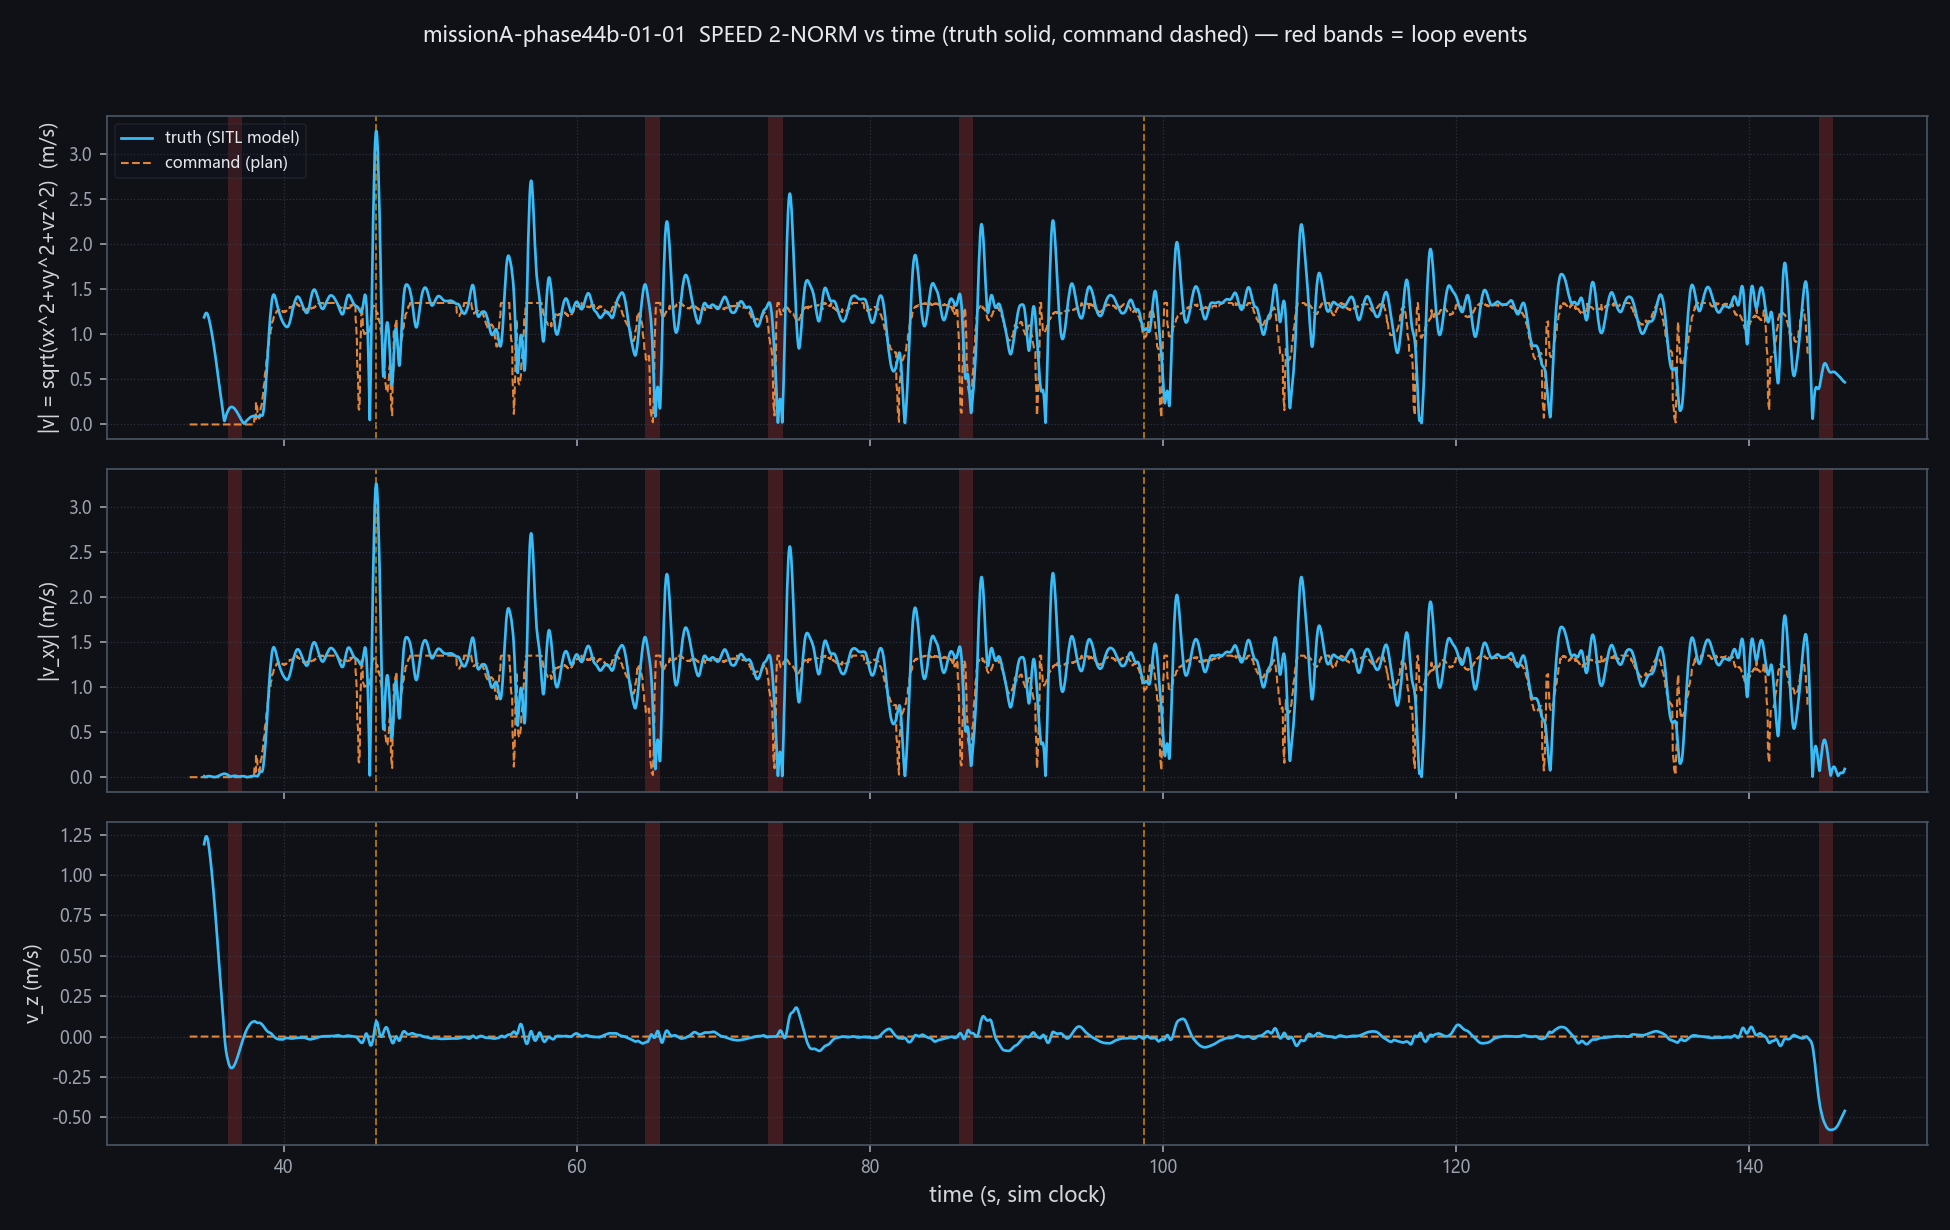 missionA-phase44b-01-01  SPEED 2-NORM vs time (truth solid, command dashed) — red bands = loop events
|v| = sqrt(vx^2+vy^2+vz^2)  (m/s)
3.0
2.5
2.0
1.5
1.0
0.5
0.0
truth (SITL model)
command (plan)
|v_xy| (m/s)
3.0
2.5
2.0
1.5
1.0
0.5
0.0
v_z (m/s)
1.25
1.00
0.75
0.50
0.25
0.00
-0.25
-0.50
40 60 80 100 120 140
time (s, sim clock)